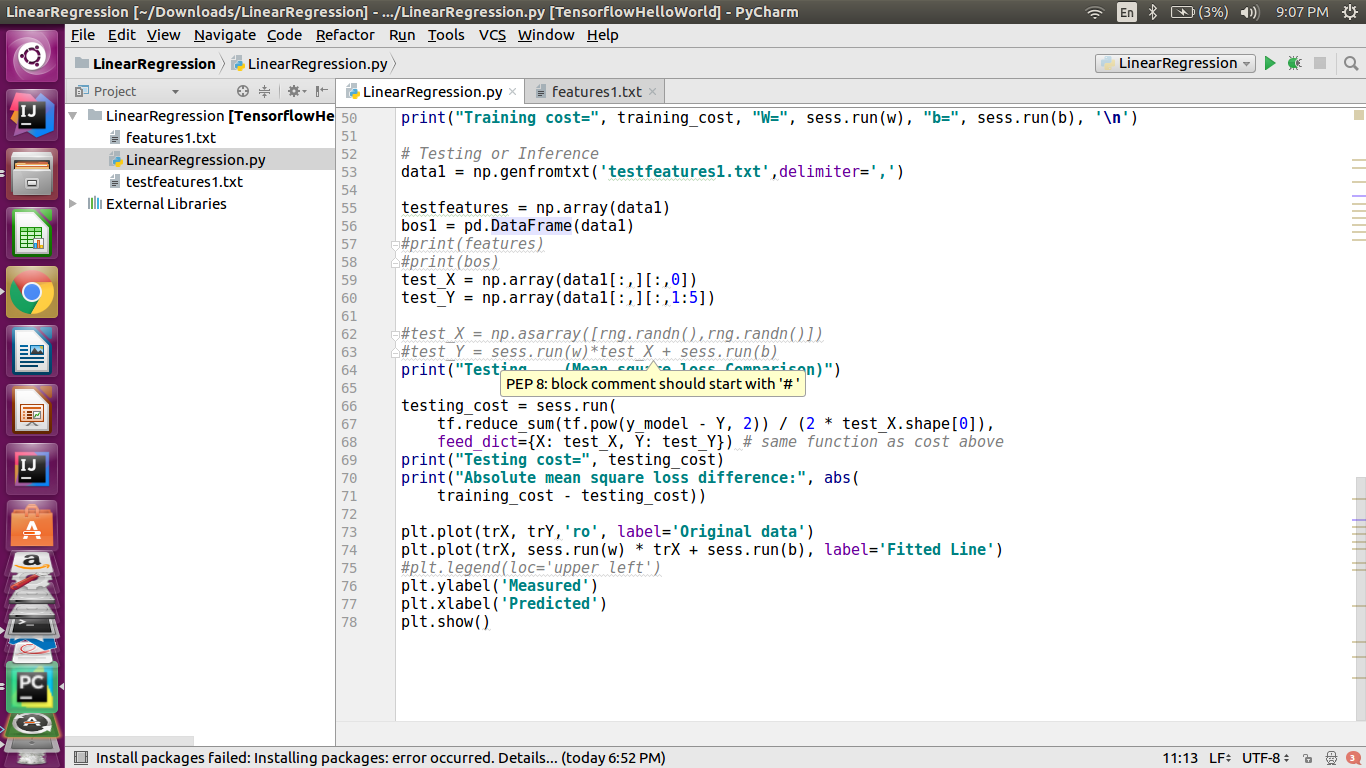 LinearRegression [~/Downloads/LinearRegression] - .../LinearRegression.py [TensorflowHelloWorld] - PyCharm
En (3%) 9:07 PM
File Edit View Navigate Code Refactor Run Tools VCS Window Help
LinearRegression LinearRegression.py LinearRegression
Project LinearRegression.py features1.txt
LinearRegression [TensorflowHe
features1.txt
LinearRegression.py
testfeatures1.txt
External Libraries
50 print("Training cost=", training_cost, "W=", sess.run(w), "b=", sess.run(b), '\n')
51
52 # Testing or Inference
53 data1 = np.genfromtxt('testfeatures1.txt',delimiter=',')
54
55 testfeatures = np.array(data1)
56 bos1 = pd.DataFrame(data1)
57 #print(features)
58 #print(bos)
59 test_X = np.array(data1[:,][:,0])
60 test_Y = np.array(data1[:,][:,1:5])
61
62 #test_X = np.asarray([rng.randn(),rng.randn()])
63 #test_Y = sess.run(w)*test_X + sess.run(b)
64 print("Testing... (Mean square loss Comparison)")
PEP 8: block comment should start with '# '
65
66 testing_cost = sess.run(
67 tf.reduce_sum(tf.pow(y_model - Y, 2)) / (2 * test_X.shape[0]),
68 feed_dict={X: test_X, Y: test_Y}) # same function as cost above
69 print("Testing cost=", testing_cost)
70 print("Absolute mean square loss difference:", abs(
71 training_cost - testing_cost))
72
73 plt.plot(trX, trY,'ro', label='Original data')
74 plt.plot(trX, sess.run(w) * trX + sess.run(b), label='Fitted Line')
75 #plt.legend(loc='upper left')
76 plt.ylabel('Measured')
77 plt.xlabel('Predicted')
78 plt.show()
IJ
IJ
A
a
PC
A
Install packages failed: Installing packages: error occurred. Details... (today 6:52 PM) 11:13 LF UTF-8 3